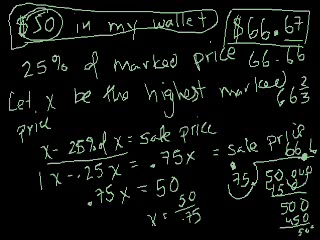 $50 in my wallet
$66.67
25% of marked price
66.66
Let x be the highest marked
66 2/3
price
x - 25% of x = sale price
1x - .25x = .75x = sale price
.75x = 50
x = 50/.75
66.6
.75 50.000
450
500
450